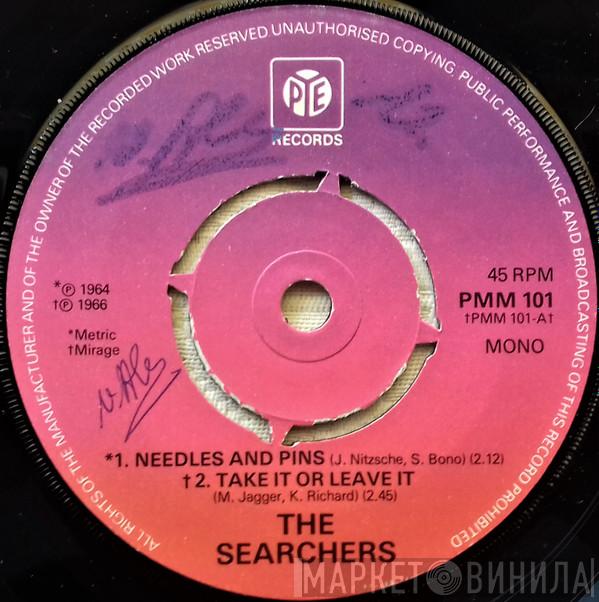 ALL RIGHTS OF THE MANUFACTURER AND OF THE OWNER OF THE RECORDED WORK RESERVED UNAUTHORISED COPYING, PUBLIC PERFORMANCE AND BROADCASTING OF THIS RECORD PROHIBITED
PYE
RECORDS
* ℗ 1964
† ℗ 1966
*Metric
†Mirage
45 RPM
PMM 101
†PMM 101-A†
MONO
*1. NEEDLES AND PINS (J. Nitzsche, S. Bono) (2.12)
†2. TAKE IT OR LEAVE IT
(M. Jagger, K. Richard) (2.45)
THE
SEARCHERS
МАРКЕТ ВИНИЛА